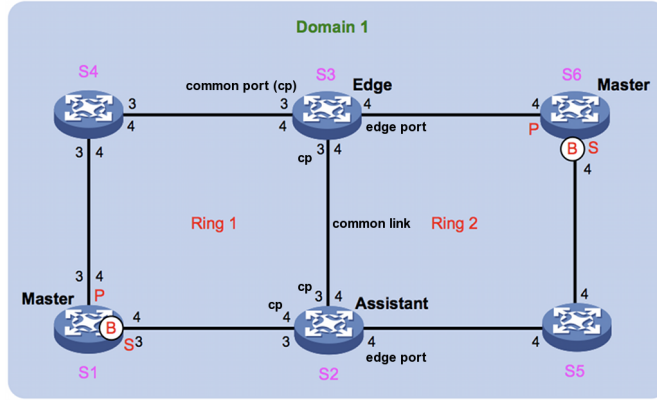 Domain 1
S4
S3
S6
common port (cp)
Edge
Master
3
3
4
4
4
4
edge port
P
B
S
3 4
cp
3 4
4
Ring 1
common link
Ring 2
3 4
cp
3 4
Master
P
cp
Assistant
4
B
4
4
S3
3
4
4
edge port
S1
S2
S5